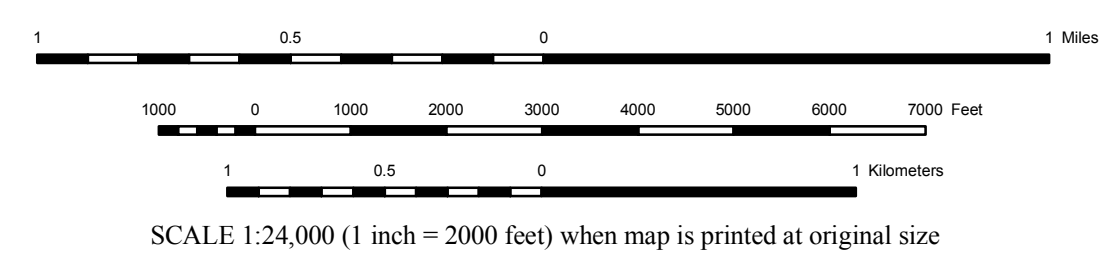 1 0.5 0 1 Miles
1000 0 1000 2000 3000 4000 5000 6000 7000 Feet
1 0.5 0 1 Kilometers
SCALE 1:24,000 (1 inch = 2000 feet) when map is printed at original size